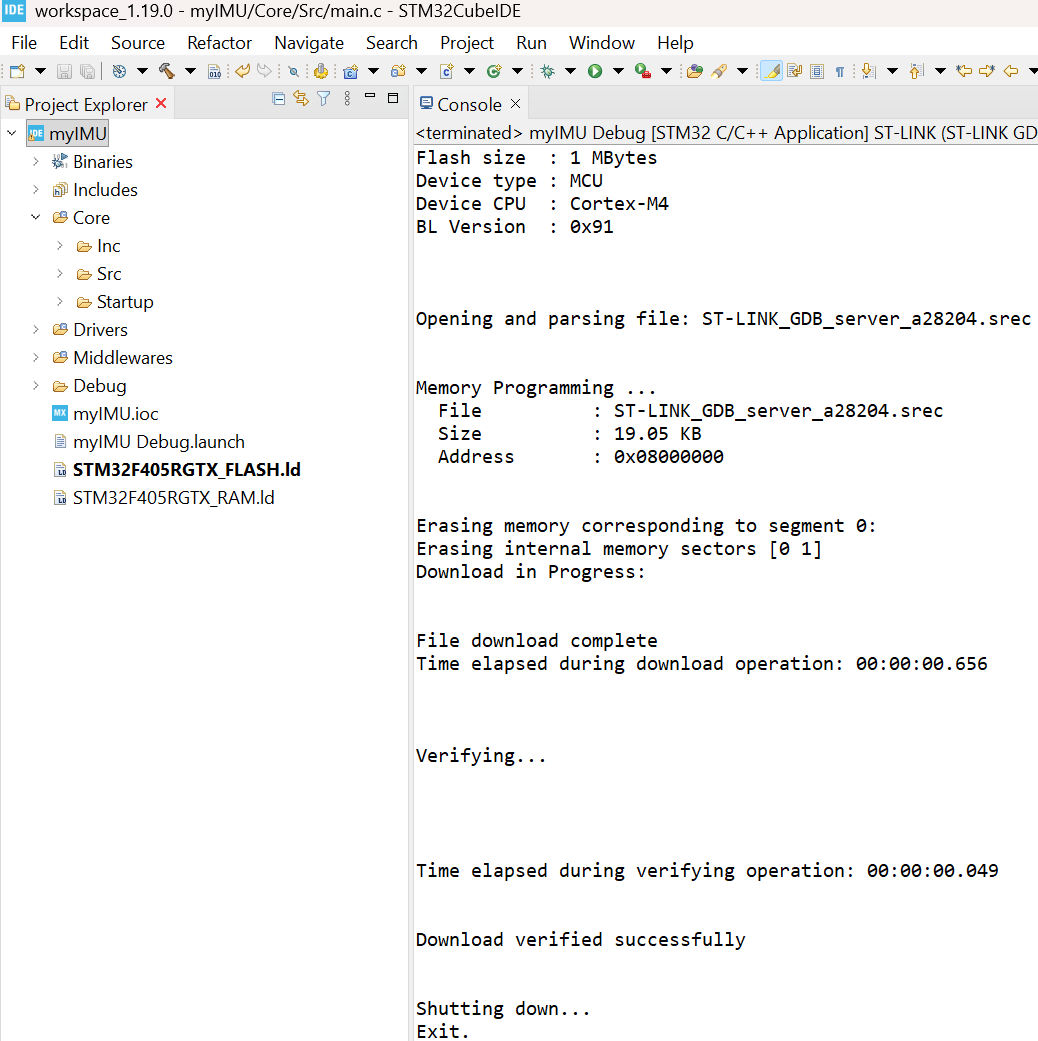 IDE workspace_1.19.0 - myIMU/Core/Src/main.c - STM32CubeIDE
File Edit Source Refactor Navigate Search Project Run Window Help
010
Project Explorer
IDE myIMU
Binaries
Includes
Core
Inc
Src
Startup
Drivers
Middlewares
Debug
MX myIMU.ioc
myIMU Debug.launch
STM32F405RGTX_FLASH.ld
STM32F405RGTX_RAM.ld
Console
<terminated> myIMU Debug [STM32 C/C++ Application] ST-LINK (ST-LINK GD
Flash size : 1 MBytes
Device type : MCU
Device CPU : Cortex-M4
BL Version : 0x91
Opening and parsing file: ST-LINK_GDB_server_a28204.srec
Memory Programming ...
File : ST-LINK_GDB_server_a28204.srec
Size : 19.05 KB
Address : 0x08000000
Erasing memory corresponding to segment 0:
Erasing internal memory sectors [0 1]
Download in Progress:
File download complete
Time elapsed during download operation: 00:00:00.656
Verifying...
Time elapsed during verifying operation: 00:00:00.049
Download verified successfully
Shutting down...
Exit.